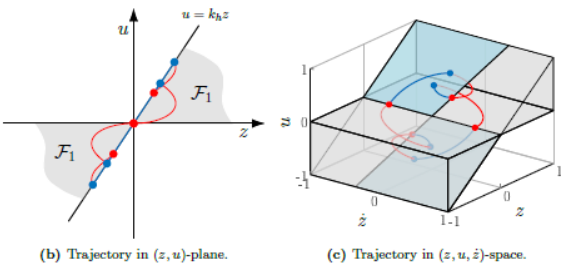 u = k_h z
u
F_1
z
F_1
1
0
-1
u
-1
0
1
ż
-1
0
1
z
(b) Trajectory in (z, u)-plane.
(c) Trajectory in (z, u, ż)-space.